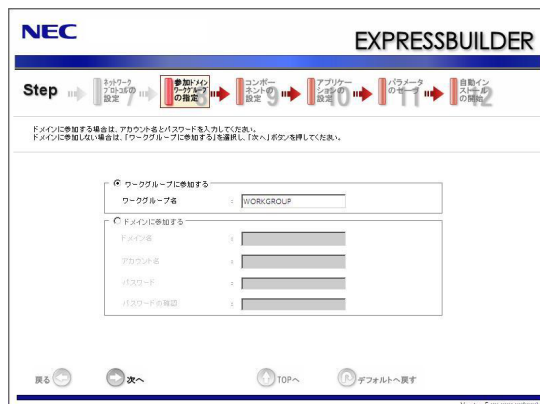 NEC
EXPRESSBUILDER
Step
ネットワーク
プロトコルの
設定
7
参加ドメイン
ワークグループ
の指定
8
コンポー
ネントの
設定
9
アプリケー
ションの
設定
10
パラメータ
のセーブ
11
自動イン
ストール
の開始
12
ドメインに参加する場合は、アカウント名とパスワードを入力してください。
ドメインに参加しない場合は、「ワークグループに参加する」を選択し、「次へ」ボタンを押してください。
ワークグループに参加する
ワークグループ名 : WORKGROUP
ドメインに参加する
ドメイン名 :
アカウント名 :
パスワード :
パスワードの確認 :
戻る
次へ
TOPへ
デフォルトへ戻す